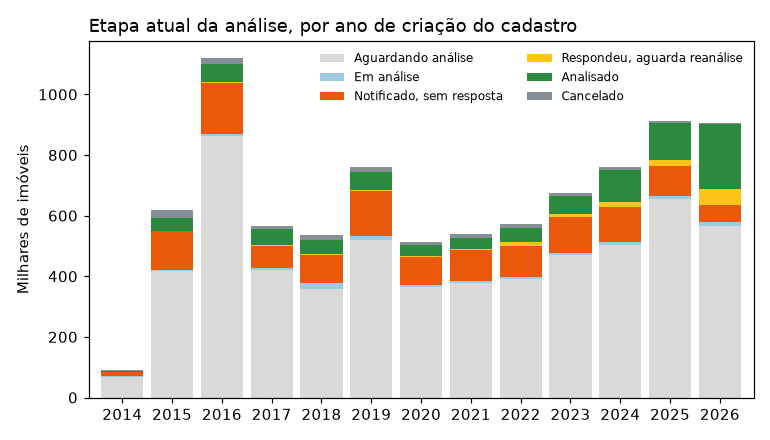 Etapa atual da análise, por ano de criação do cadastro
Aguardando análise
Em análise
Notificado, sem resposta
Respondeu, aguarda reanálise
Analisado
Cancelado
Milhares de imóveis
1000
800
600
400
200
0
2014 2015 2016 2017 2018 2019 2020 2021 2022 2023 2024 2025 2026